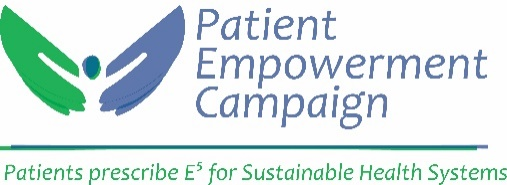 Patient
Empowerment
Campaign
Patients prescribe E⁵ for Sustainable Health Systems